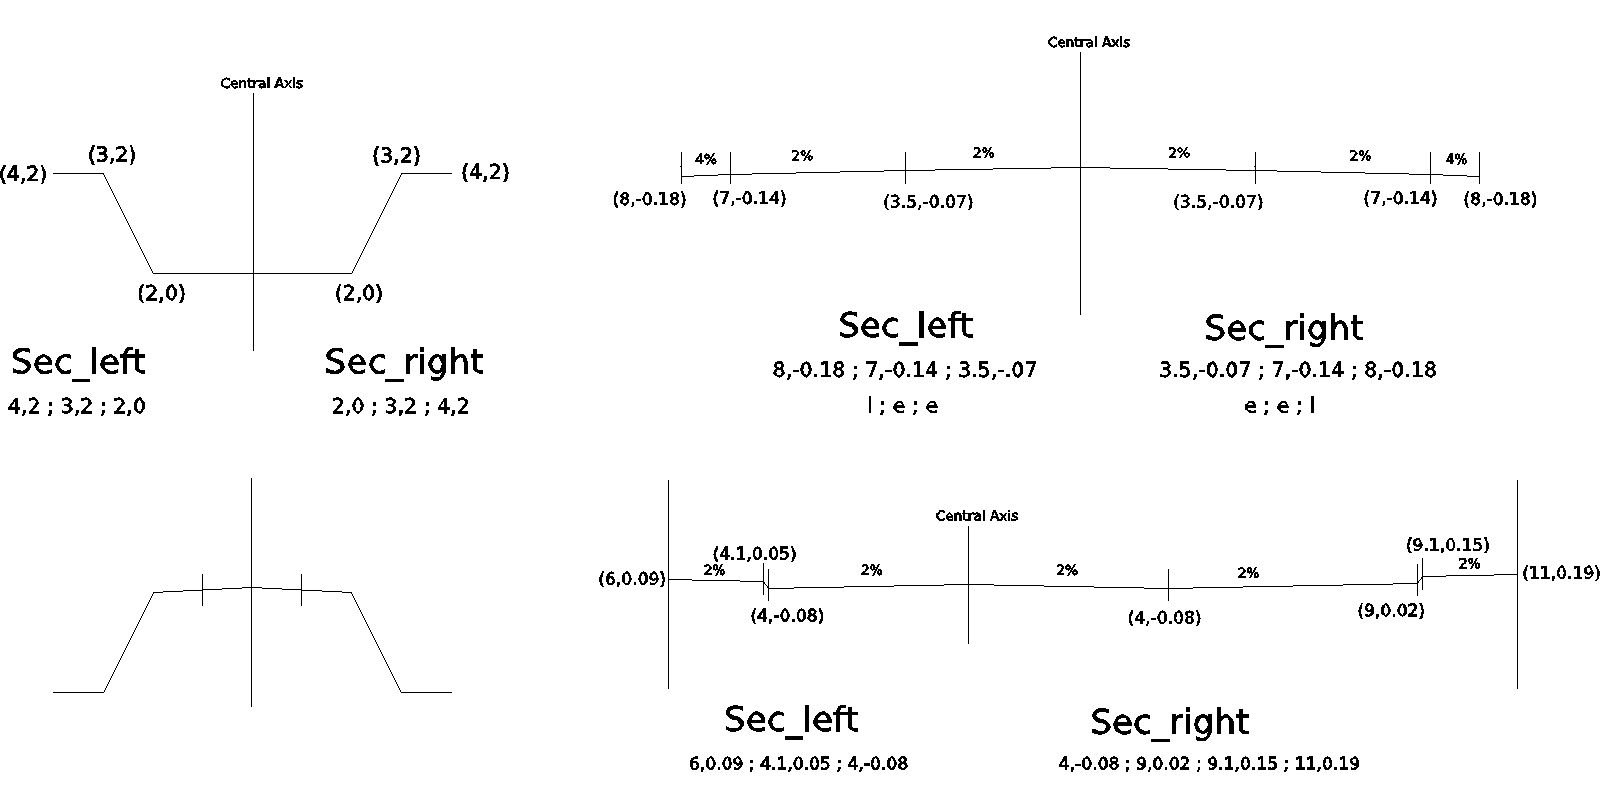 Central Axis
(3,2)
(3,2)
(4,2)
(4,2)
(2,0)
(2,0)
Sec_left
Sec_right
4,2 ; 3,2 ; 2,0
2,0 ; 3,2 ; 4,2
Central Axis
4%
2%
2%
2%
2%
4%
(8,-0.18)
(7,-0.14)
(3.5,-0.07)
(3.5,-0.07)
(7,-0.14)
(8,-0.18)
Sec_left
Sec_right
8,-0.18 ; 7,-0.14 ; 3.5,-.07
3.5,-0.07 ; 7,-0.14 ; 8,-0.18
l ; e ; e
e ; e ; l
Central Axis
(4.1,0.05)
(9.1,0.15)
(6,0.09)
2%
2%
2%
2%
2%
(11,0.19)
(4,-0.08)
(4,-0.08)
(9,0.02)
Sec_left
Sec_right
6,0.09 ; 4.1,0.05 ; 4,-0.08
4,-0.08 ; 9,0.02 ; 9.1,0.15 ; 11,0.19